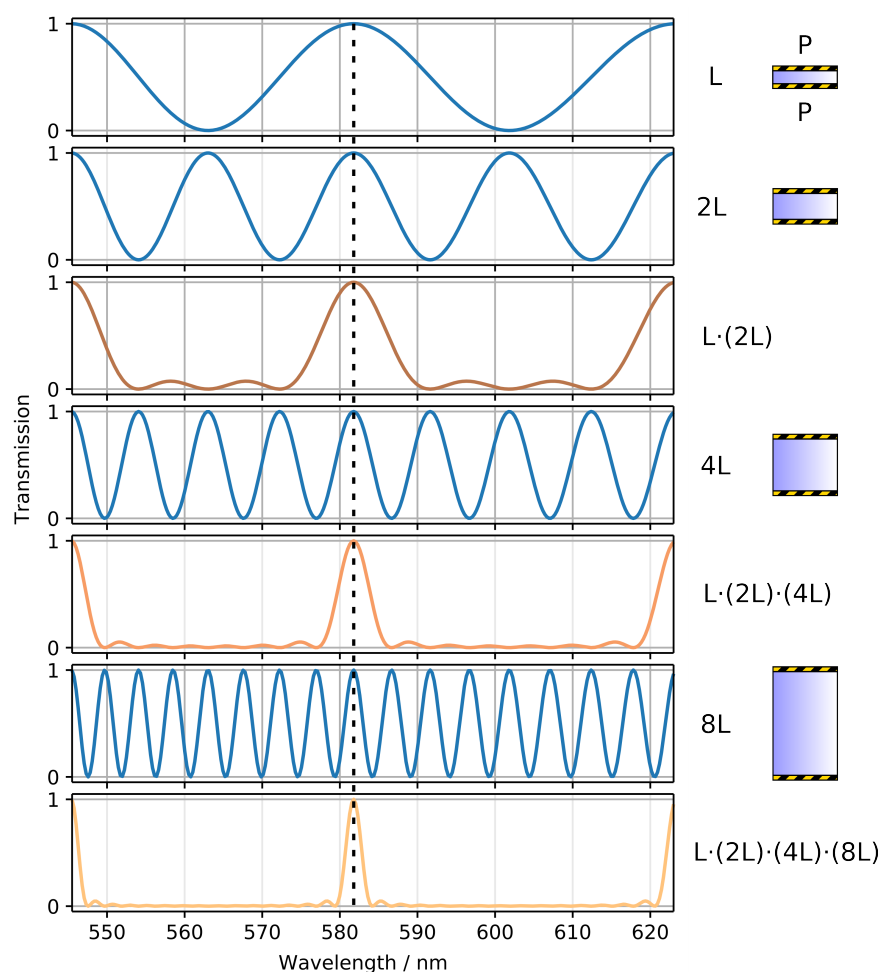 1
0
L
P
P
1
0
2L
1
0
L·(2L)
Transmission
1
0
4L
1
0
L·(2L)·(4L)
1
0
8L
1
0
L·(2L)·(4L)·(8L)
550 560 570 580 590 600 610 620
Wavelength / nm